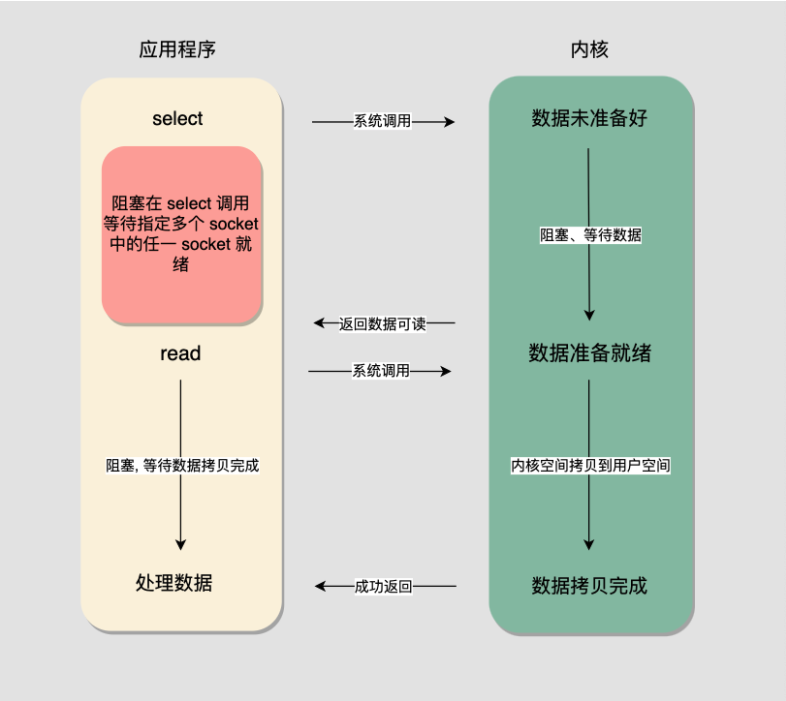 应用程序
内核
select
系统调用
数据未准备好
阻塞在 select 调用
等待指定多个 socket
中的任一 socket 就
绪
阻塞、等待数据
返回数据可读
read
数据准备就绪
系统调用
阻塞, 等待数据拷贝完成
内核空间拷贝到用户空间
处理数据
成功返回
数据拷贝完成